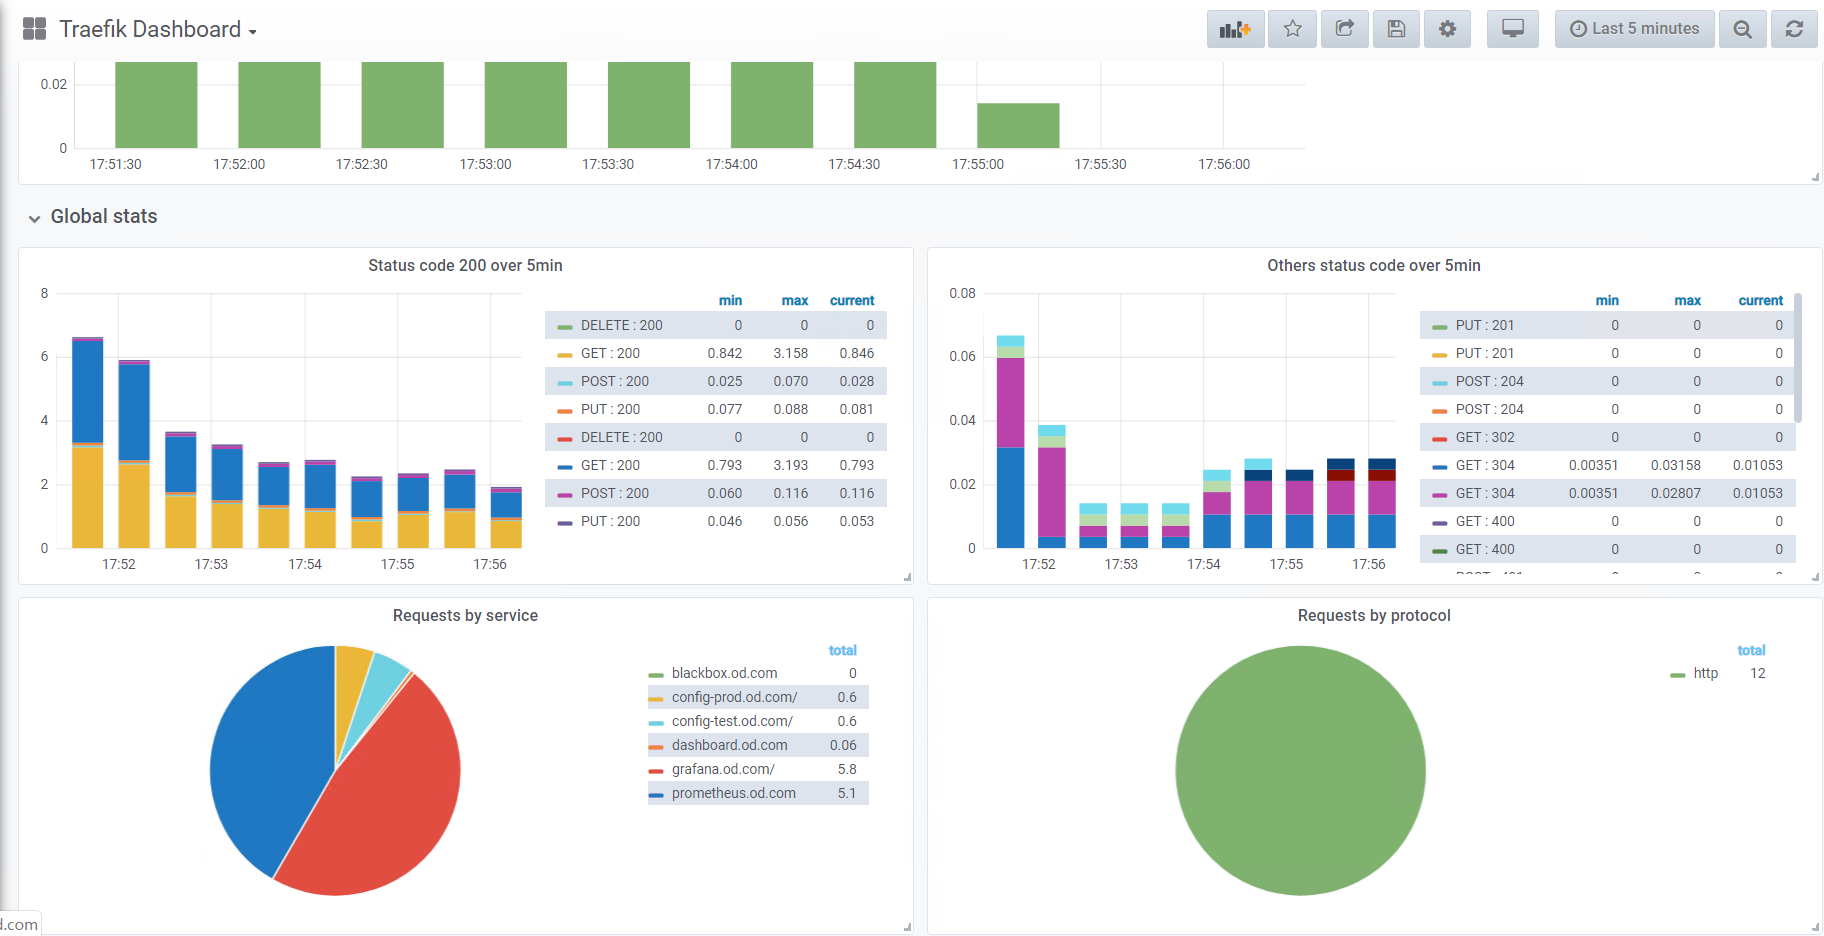 Traefik Dashboard
Last 5 minutes
0.02
0
17:51:30 17:52:00 17:52:30 17:53:00 17:53:30 17:54:00 17:54:30 17:55:00 17:55:30 17:56:00
Global stats
Status code 200 over 5min
8
6
4
2
0
17:52 17:53 17:54 17:55 17:56
min max current
DELETE : 200 0 0 0
GET : 200 0.842 3.158 0.846
POST : 200 0.025 0.070 0.028
PUT : 200 0.077 0.088 0.081
DELETE : 200 0 0 0
GET : 200 0.793 3.193 0.793
POST : 200 0.060 0.116 0.116
PUT : 200 0.046 0.056 0.053
Others status code over 5min
0.08
0.06
0.04
0.02
0
17:52 17:53 17:54 17:55 17:56
min max current
PUT : 201 0 0 0
PUT : 201 0 0 0
POST : 204 0 0 0
POST : 204 0 0 0
GET : 302 0 0 0
GET : 304 0.00351 0.03158 0.01053
GET : 304 0.00351 0.02807 0.01053
GET : 400 0 0 0
GET : 400 0 0 0
Requests by service
total
blackbox.od.com 0
config-prod.od.com/ 0.6
config-test.od.com/ 0.6
dashboard.od.com 0.06
grafana.od.com/ 5.8
prometheus.od.com 5.1
Requests by protocol
total
http 12
d.com